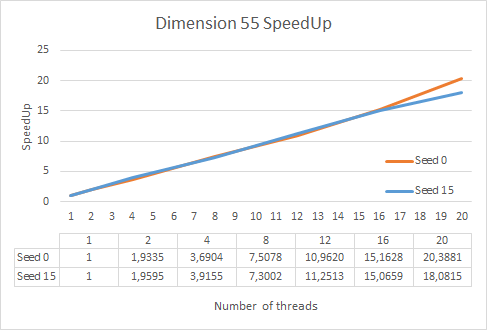 Dimension 55 SpeedUp
25
20
15
10
5
0
SpeedUp
Seed 0
Seed 15
1 2 3 4 5 6 7 8 9 10 11 12 13 14 15 16 17 18 19 20
1 2 4 8 12 16 20
Seed 0 1 1,9335 3,6904 7,5078 10,9620 15,1628 20,3881
Seed 15 1 1,9595 3,9155 7,3002 11,2513 15,0659 18,0815
Number of threads